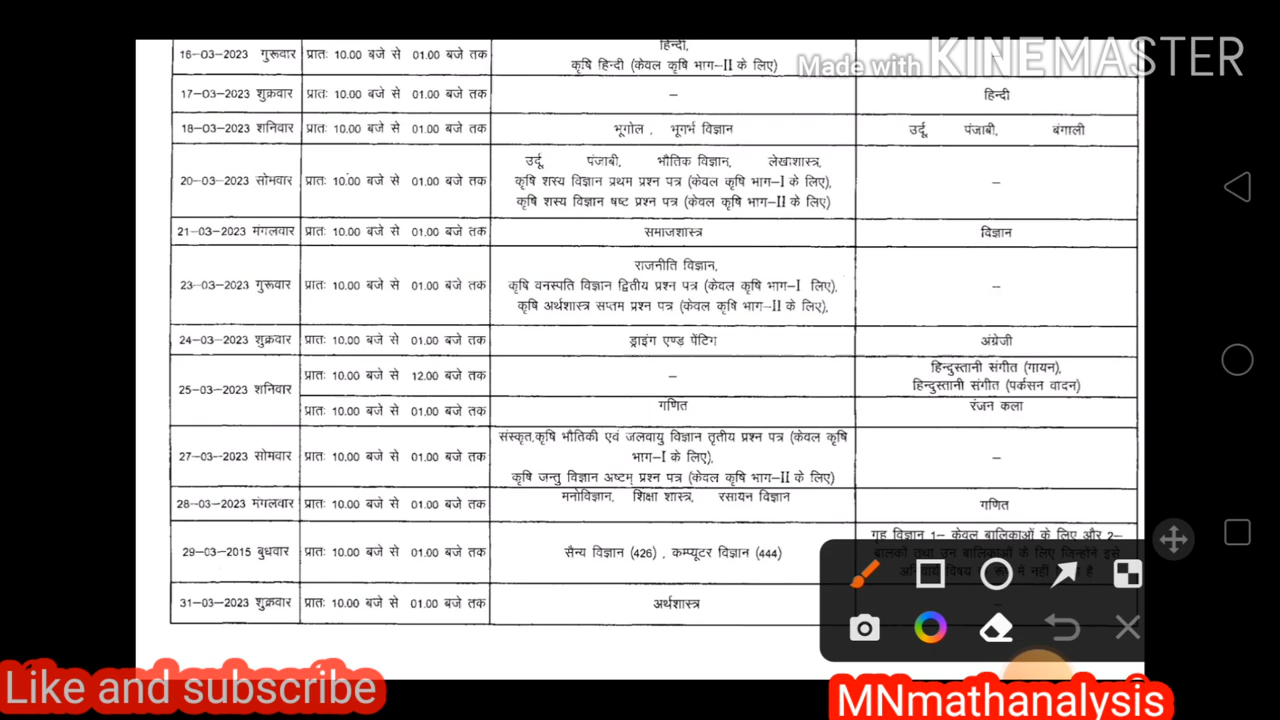 हिन्दी,
16-03-2023 गुरूवार प्रातः 10.00 बजे से 01.00 बजे तक कृषि हिन्दी (केवल कृषि भाग-II के लिए)
Made with KINEMASTER
17-03-2023 शुक्रवार प्रातः 10.00 बजे से 01.00 बजे तक – हिन्दी
18-03-2023 शनिवार प्रातः 10.00 बजे से 01.00 बजे तक भूगोल , भूगर्भ विज्ञान उर्दू, पंजाबी, बंगाली
उर्दू, पंजाबी, भौतिक विज्ञान, लेखाशास्त्र,
20-03-2023 सोमवार प्रातः 10.00 बजे से 01.00 बजे तक कृषि शस्य विज्ञान प्रथम प्रश्न पत्र (केवल कृषि भाग-I के लिए), –
कृषि शस्य विज्ञान षष्ट प्रश्न पत्र (केवल कृषि भाग-II के लिए)
21-03-2023 मंगलवार प्रातः 10.00 बजे से 01.00 बजे तक समाजशास्त्र विज्ञान
राजनीति विज्ञान,
23-03-2023 गुरूवार प्रातः 10.00 बजे से 01.00 बजे तक कृषि वनस्पति विज्ञान द्वितीय प्रश्न पत्र (केवल कृषि भाग-I लिए), –
कृषि अर्थशास्त्र सप्तम प्रश्न पत्र (केवल कृषि भाग-II के लिए),
24-03-2023 शुक्रवार प्रातः 10.00 बजे से 01.00 बजे तक ड्राइंग एण्ड पेंटिग अंग्रेजी
25-03-2023 शनिवार प्रातः 10.00 बजे से 12.00 बजे तक – हिन्दुस्तानी संगीत (गायन),
हिन्दुस्तानी संगीत (पर्कसन वादन)
प्रातः 10.00 बजे से 01.00 बजे तक गणित रंजन कला
संस्कृत,कृषि भौतिकी एवं जलवायु विज्ञान तृतीय प्रश्न पत्र (केवल कृषि
27-03-2023 सोमवार प्रातः 10.00 बजे से 01.00 बजे तक भाग-I के लिए), –
कृषि जन्तु विज्ञान अष्टम् प्रश्न पत्र (केवल कृषि भाग-II के लिए)
28-03-2023 मंगलवार प्रातः 10.00 बजे से 01.00 बजे तक मनोविज्ञान, शिक्षा शास्त्र, रसायन विज्ञान गणित
गृह विज्ञान 1– केवल बालिकाओं के लिए और 2–
29-03-2015 बुधवार प्रातः 10.00 बजे से 01.00 बजे तक सैन्य विज्ञान (426) , कम्प्यूटर विज्ञान (444) बालकों तथा उन बालिकाओं के लिए जिन्होंने इसे
अनिवार्य विषय में नहीं है
31-03-2023 शुक्रवार प्रातः 10.00 बजे से 01.00 बजे तक अर्थशास्त्र –
Like and subscribe
MNmathanalysis